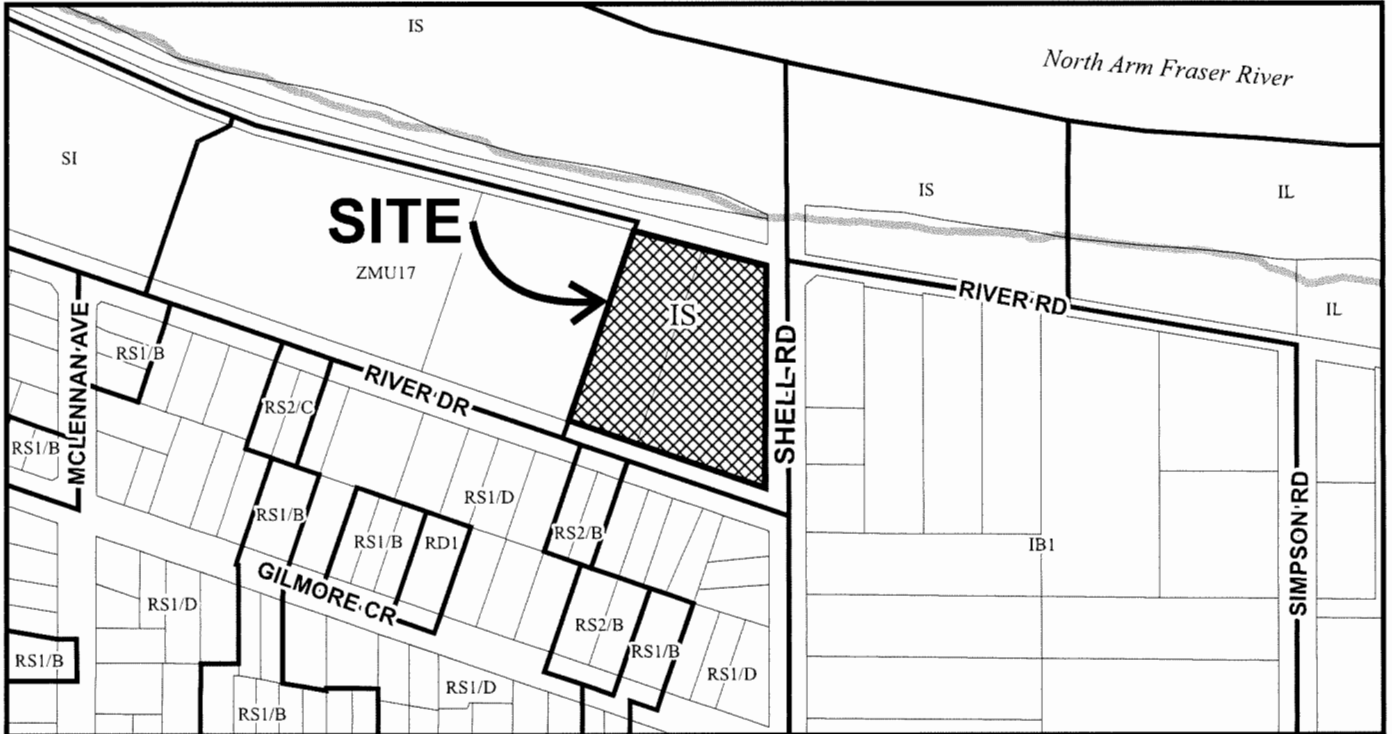 IS
North Arm Fraser River
SI
IS
IL
SITE
ZMU17
IS
RIVER RD
IL
MCLENNAN AVE
RS1/B
RS2/C
RIVER DR
SHELL RD
RS1/B
RS1/D
RS1/B
RS1/B
RD1
RS2/B
IB1
SIMPSON RD
GILMORE CR
RS1/D
RS2/B
RS1/B
RS1/B
RS1/D
RS1/D
RS1/B